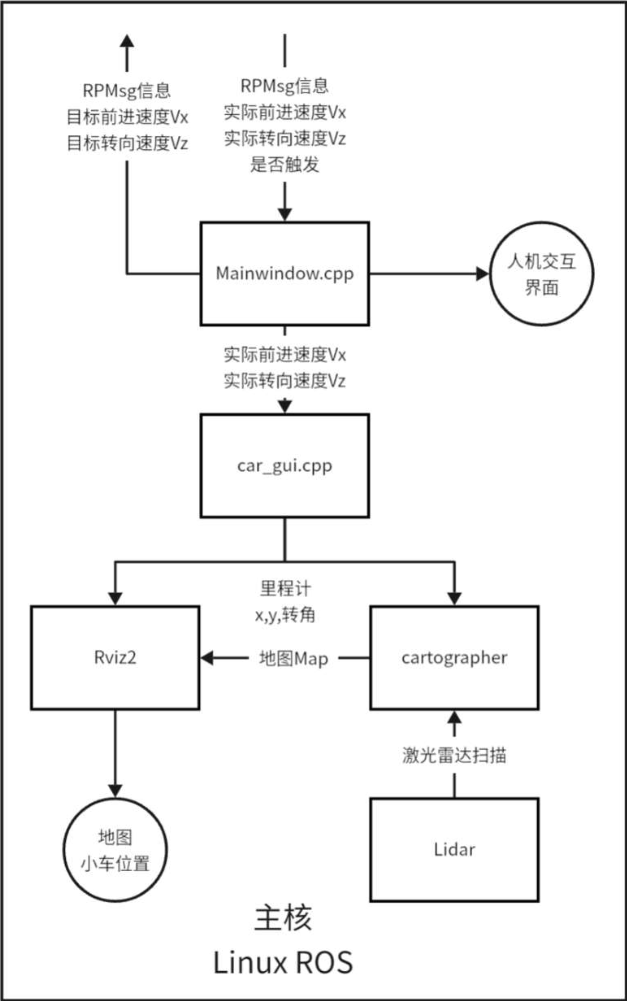 RPMsg信息
目标前进速度Vx
目标转向速度Vz
RPMsg信息
实际前进速度Vx
实际转向速度Vz
是否触发
Mainwindow.cpp
人机交互
界面
实际前进速度Vx
实际转向速度Vz
car_gui.cpp
里程计
x,y,转角
Rviz2
地图Map
cartographer
激光雷达扫描
地图
小车位置
Lidar
主核
Linux ROS